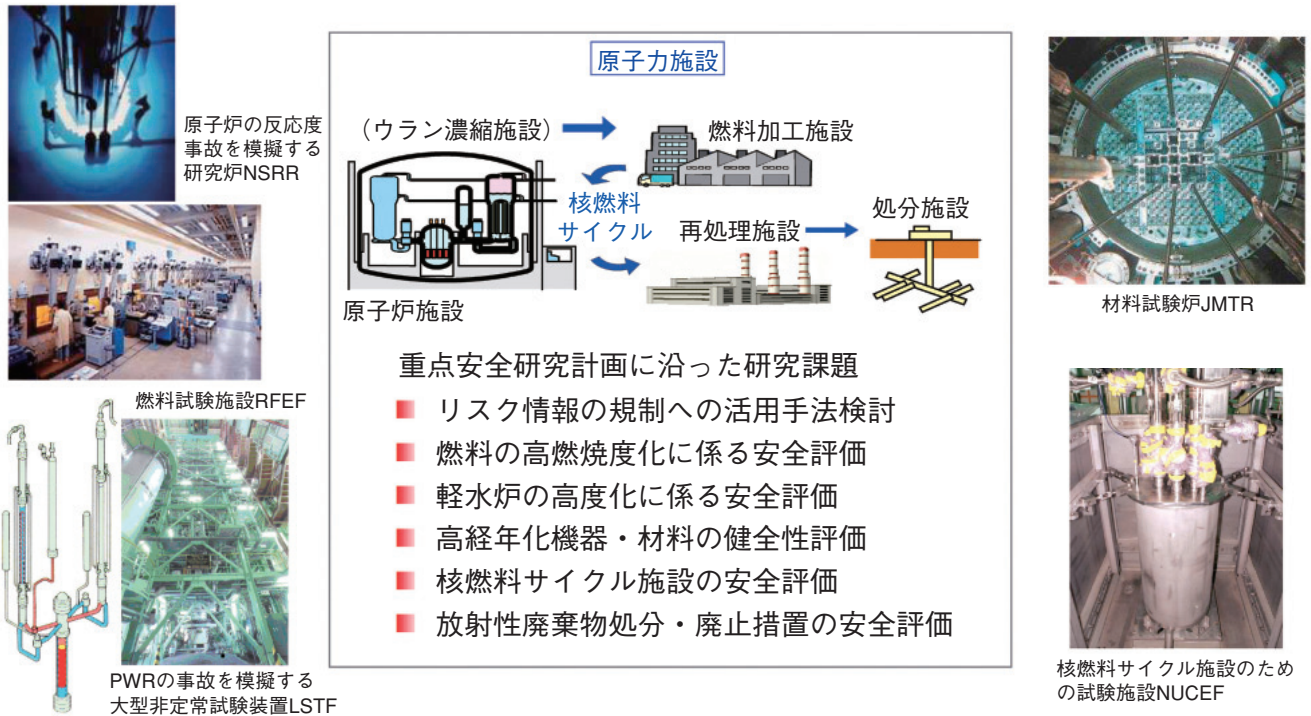 原子炉の反応度
事故を模擬する
研究炉NSRR
燃料試験施設RFEF
PWRの事故を模擬する
大型非定常試験装置LSTF
原子力施設
（ウラン濃縮施設）
燃料加工施設
核燃料
サイクル
再処理施設
処分施設
原子炉施設
重点安全研究計画に沿った研究課題
リスク情報の規制への活用手法検討
燃料の高燃焼度化に係る安全評価
軽水炉の高度化に係る安全評価
高経年化機器・材料の健全性評価
核燃料サイクル施設の安全評価
放射性廃棄物処分・廃止措置の安全評価
材料試験炉JMTR
核燃料サイクル施設のため
の試験施設NUCEF